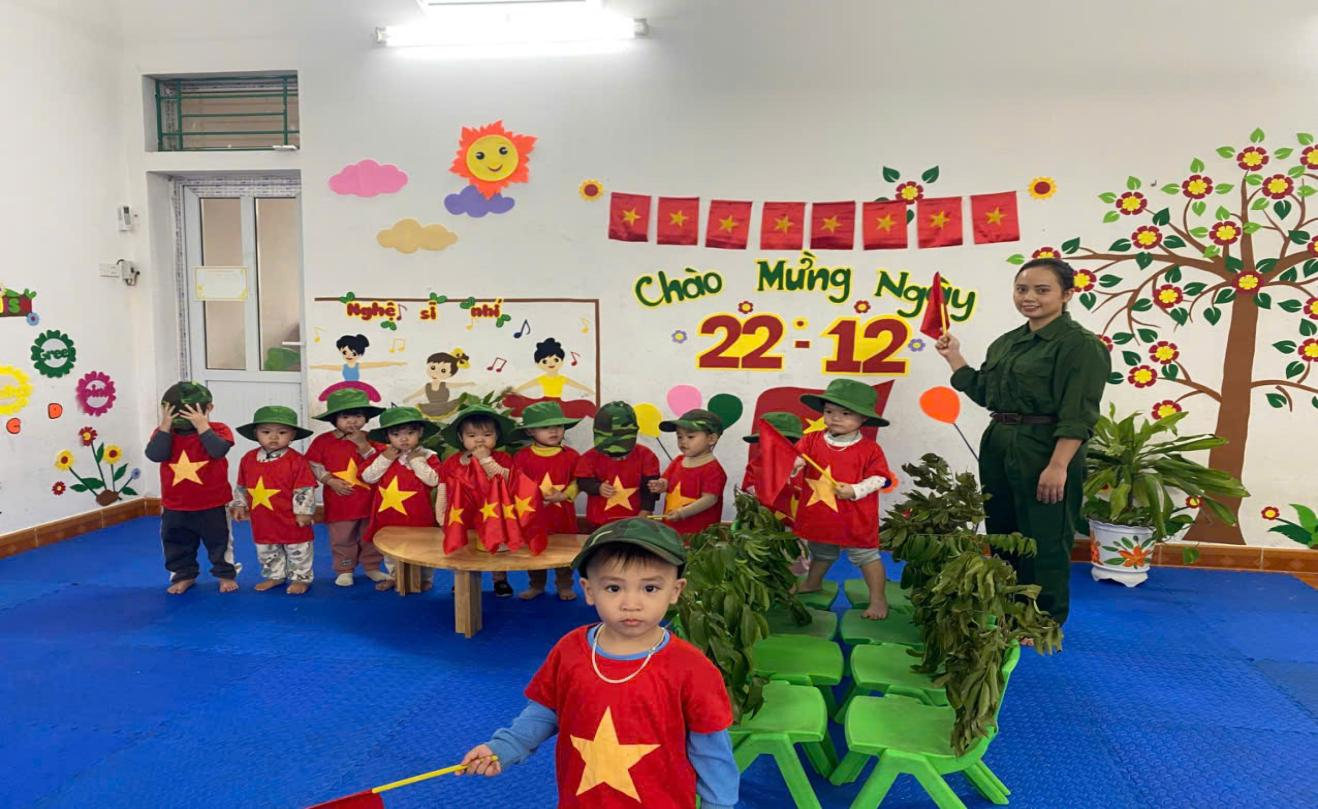 Chào Mừng Ngày
22-12
Nghệ sĩ nhí